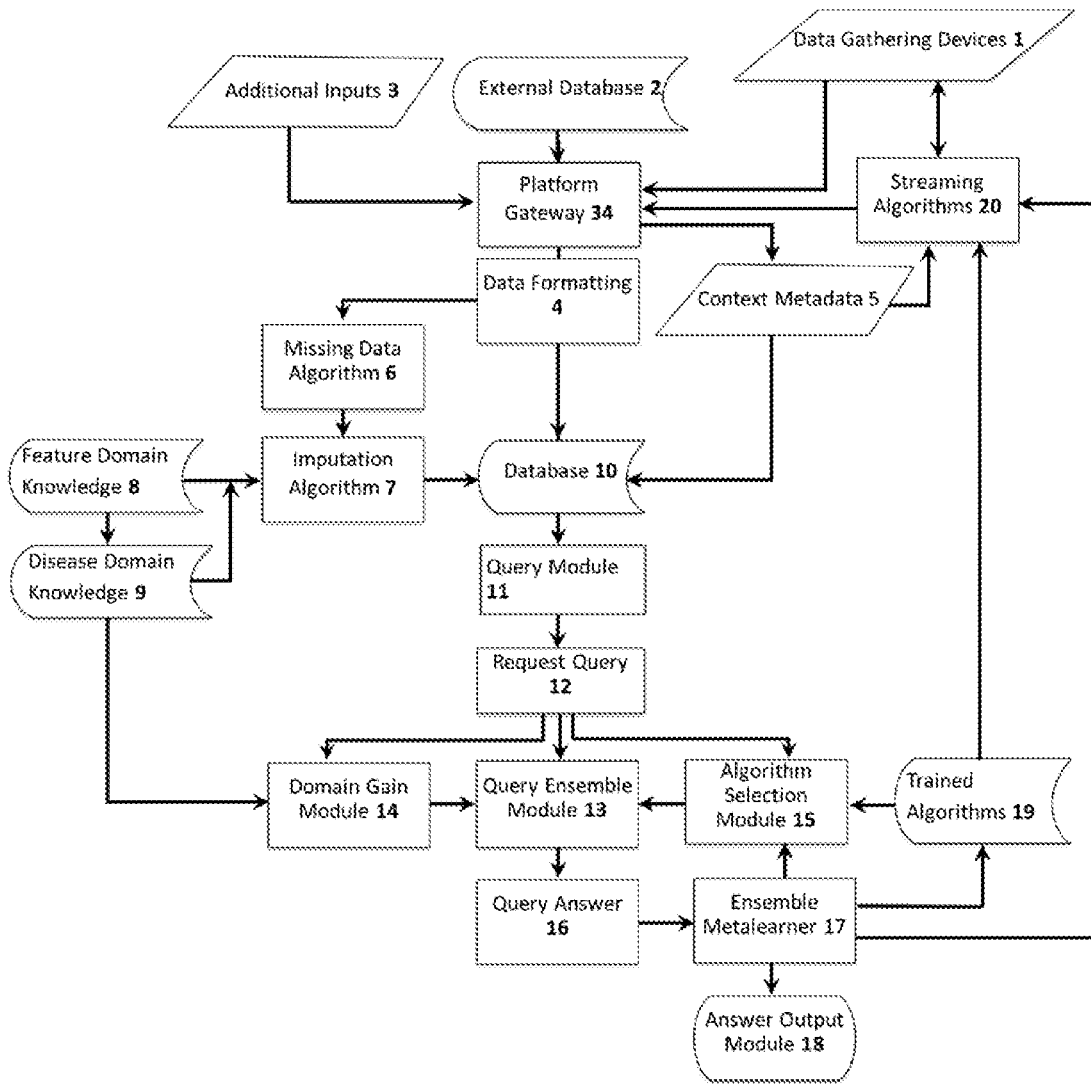 Data Gathering Devices 1
Additional Inputs 3
External Database 2
Platform
Gateway 34
Streaming
Algorithms 20
Data Formatting
4
Context Metadata 5
Missing Data
Algorithm 6
Feature Domain
Knowledge 8
Imputation
Algorithm 7
Database 10
Disease Domain
Knowledge 9
Query Module
11
Request Query
12
Domain Gain
Module 14
Query Ensemble
Module 13
Algorithm
Selection
Module 15
Trained
Algorithms 19
Query Answer
16
Ensemble
Metalearner 17
Answer Output
Module 18